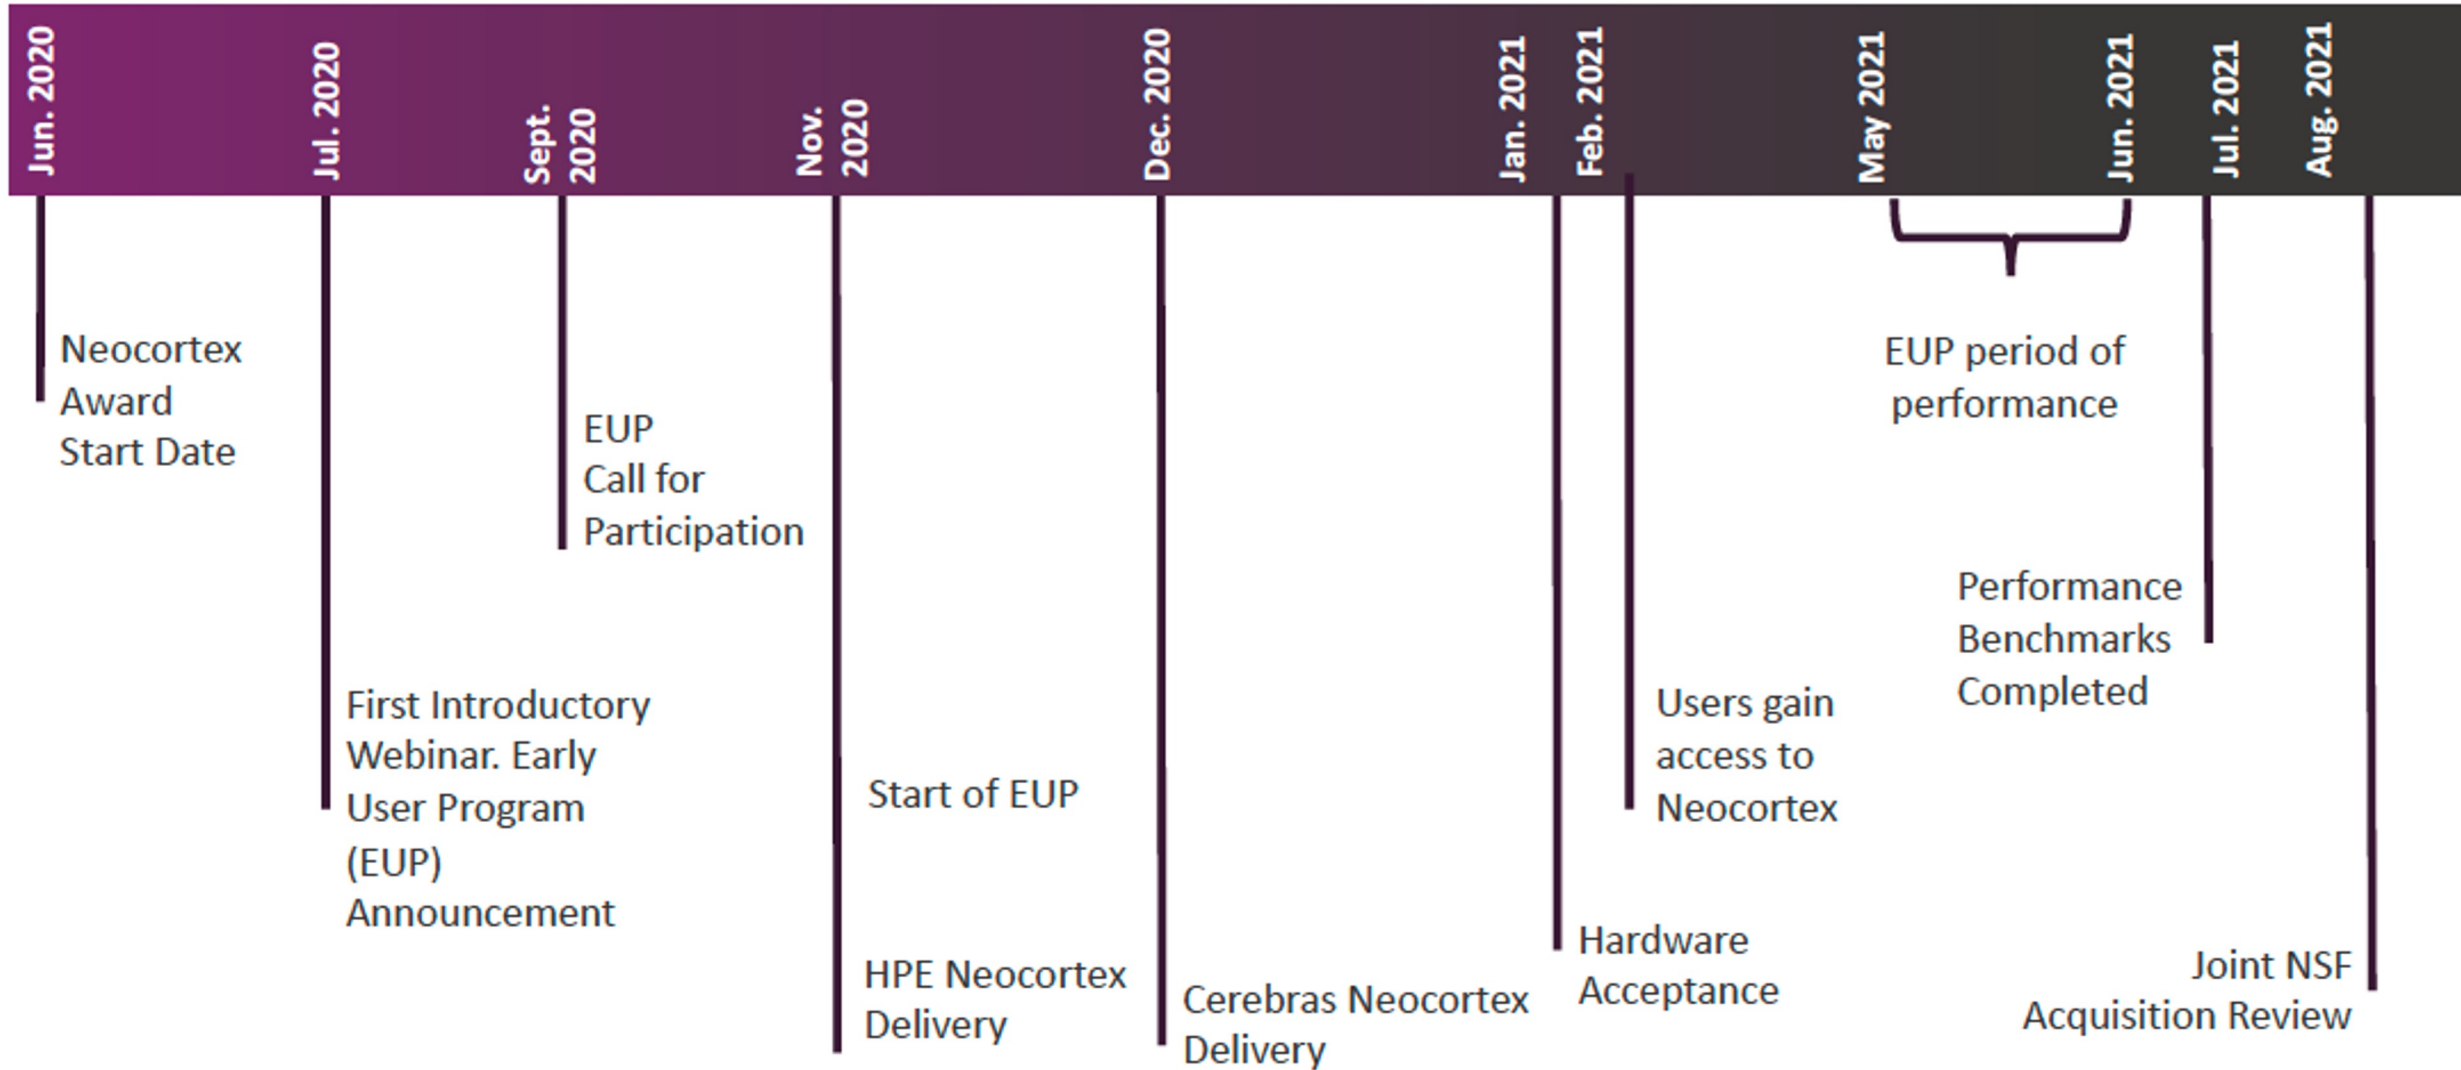 Jun. 2020
Jul. 2020
Sept.
2020
Nov.
2020
Dec. 2020
Jan. 2021
Feb. 2021
May 2021
Jun. 2021
Jul. 2021
Aug. 2021
Neocortex
Award
Start Date
First Introductory
Webinar. Early
User Program
(EUP)
Announcement
EUP
Call for
Participation
Start of EUP
HPE Neocortex
Delivery
Cerebras Neocortex
Delivery
Hardware
Acceptance
Users gain
access to
Neocortex
EUP period of
performance
Performance
Benchmarks
Completed
Joint NSF
Acquisition Review